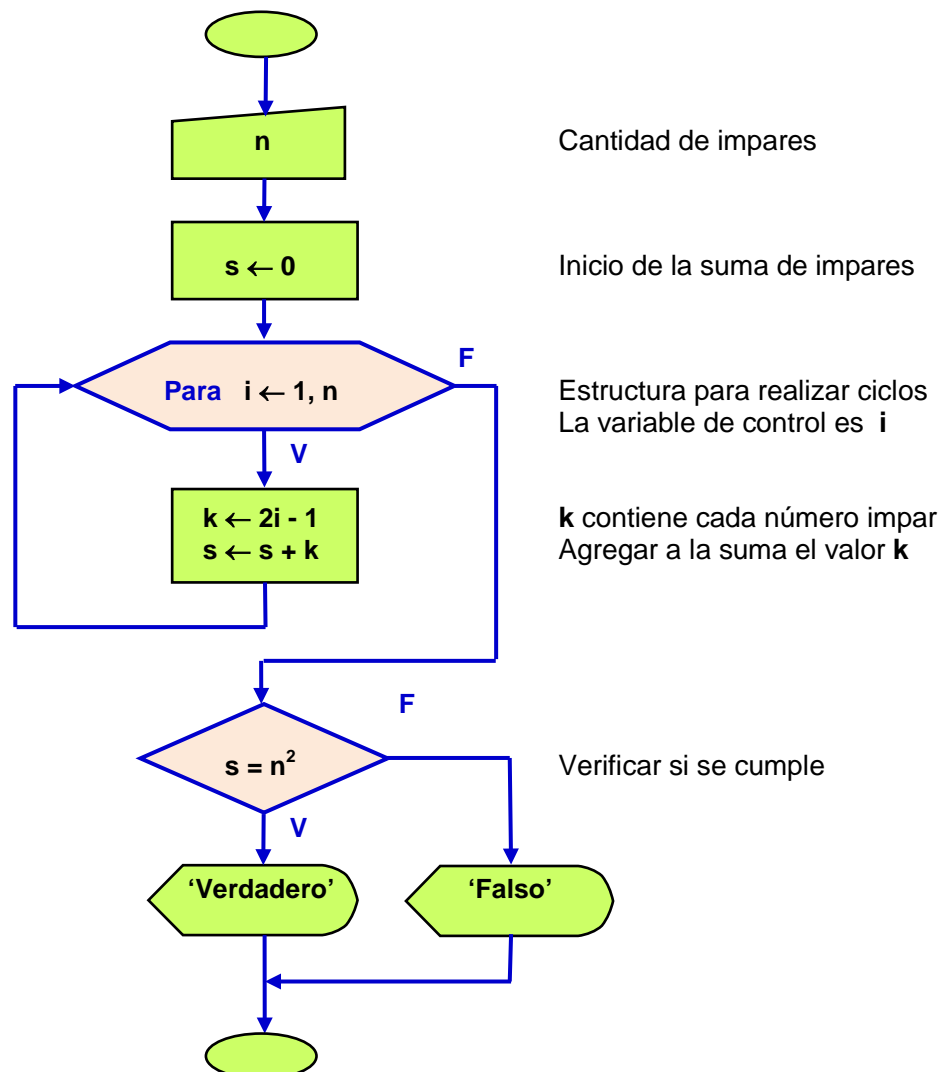 n
Cantidad de impares
s ← 0
Inicio de la suma de impares
F
Para i ← 1, n
Estructura para realizar ciclos
La variable de control es i
V
k ← 2i - 1
s ← s + k
k contiene cada número impar
Agregar a la suma el valor k
F
s = n²
Verificar si se cumple
V
‘Verdadero’
‘Falso’